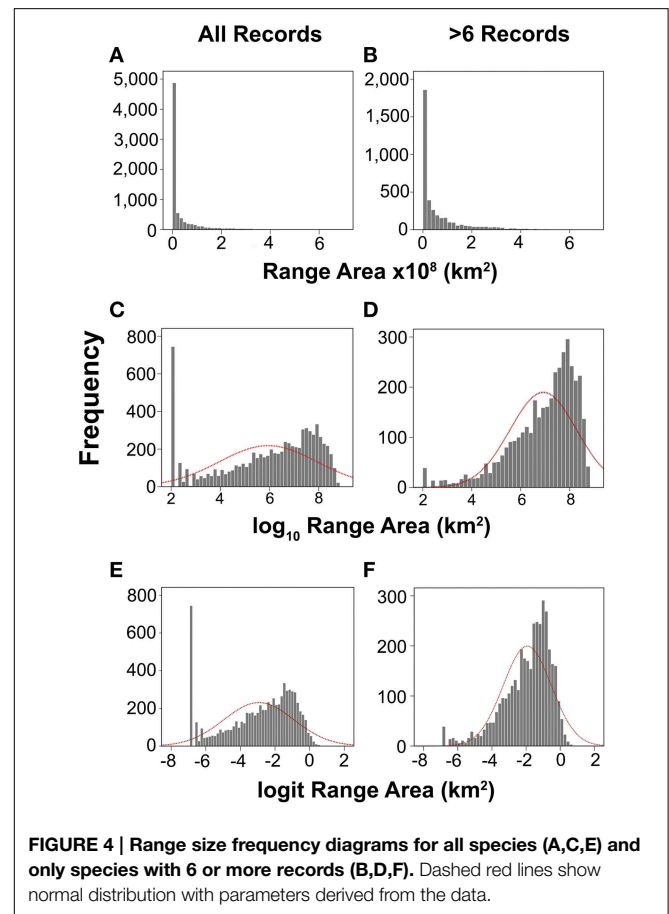 All Records
>6 Records
A
B
5,000
4,000
3,000
2,000
1,000
0
2,000
1,500
1,000
500
0
0 2 4 6
0 2 4 6
Range Area x10⁸ (km²)
C
D
Frequency
800
600
400
200
0
300
200
100
0
2 4 6 8
2 4 6 8
log₁₀ Range Area (km²)
E
F
800
600
400
200
0
300
200
100
0
-8 -6 -4 -2 0 2
-8 -6 -4 -2 0 2
logit Range Area (km²)
FIGURE 4 | Range size frequency diagrams for all species (A,C,E) and
only species with 6 or more records (B,D,F). Dashed red lines show
normal distribution with parameters derived from the data.